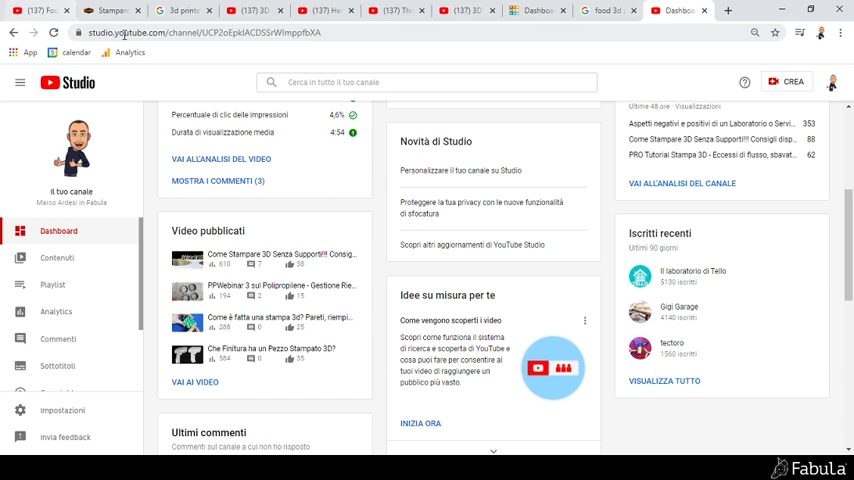 (137) Foo
Stampan
3d printe
(137) 3D
(137) He
(137) The
(137) 3D
Dashbo
food 3d
Dashbo
studio.youtube.com/channel/UCP2oEpkIACDSSrWImppfbXA
App
calendar
Analytics
Studio
Cerca in tutto il tuo canale
CREA
il tuo canale
Marco Ardesi in Fabula
Dashboard
Contenuti
Playlist
Analytics
Commenti
Sottotitoli
Impostazioni
Invia feedback
Percentuale di clic delle impressioni 4,6%
Durata di visualizzazione media 4:54
VAI ALL'ANALISI DEL VIDEO
MOSTRA I COMMENTI (3)
Video pubblicati
Come Stampare 3D Senza Supporti!!! Consig...
610 7 38
PPWebinar 3 sul Polipropilene - Gestione Rie...
194 2 15
Come è fatta una stampa 3d? Pareti, riempi...
288 0 25
Che Finitura ha un Pezzo Stampato 3D?
584 0 35
VAI AI VIDEO
Ultimi commenti
Commenti sul canale a cui non ho risposto
Novità di Studio
Personalizzare il tuo canale su Studio
Proteggere la tua privacy con le nuove funzionalità
di sfocatura
Scopri altri aggiornamenti di YouTube Studio
Idee su misura per te
Come vengono scoperti i video
Scopri come funziona il sistema
di ricerca e scoperta di YouTube e
cosa puoi fare per consentire ai
tuoi video di raggiungere un
pubblico più vasto.
INIZIA ORA
Ultime 48 ore · Visualizzazioni
Aspetti negativi e positivi di un Laboratorio o Servi... 353
Come Stampare 3D Senza Supporti!!! Consigli disp... 88
PRO Tutorial Stampa 3D - Eccessi di flusso, sbavat... 62
VAI ALL'ANALISI DEL CANALE
Iscritti recenti
Ultimi 90 giorni
Il laboratorio di Tello
5130 iscritti
Gigi Garage
4140 iscritti
tectoro
1560 iscritti
VISUALIZZA TUTTO
Fabula